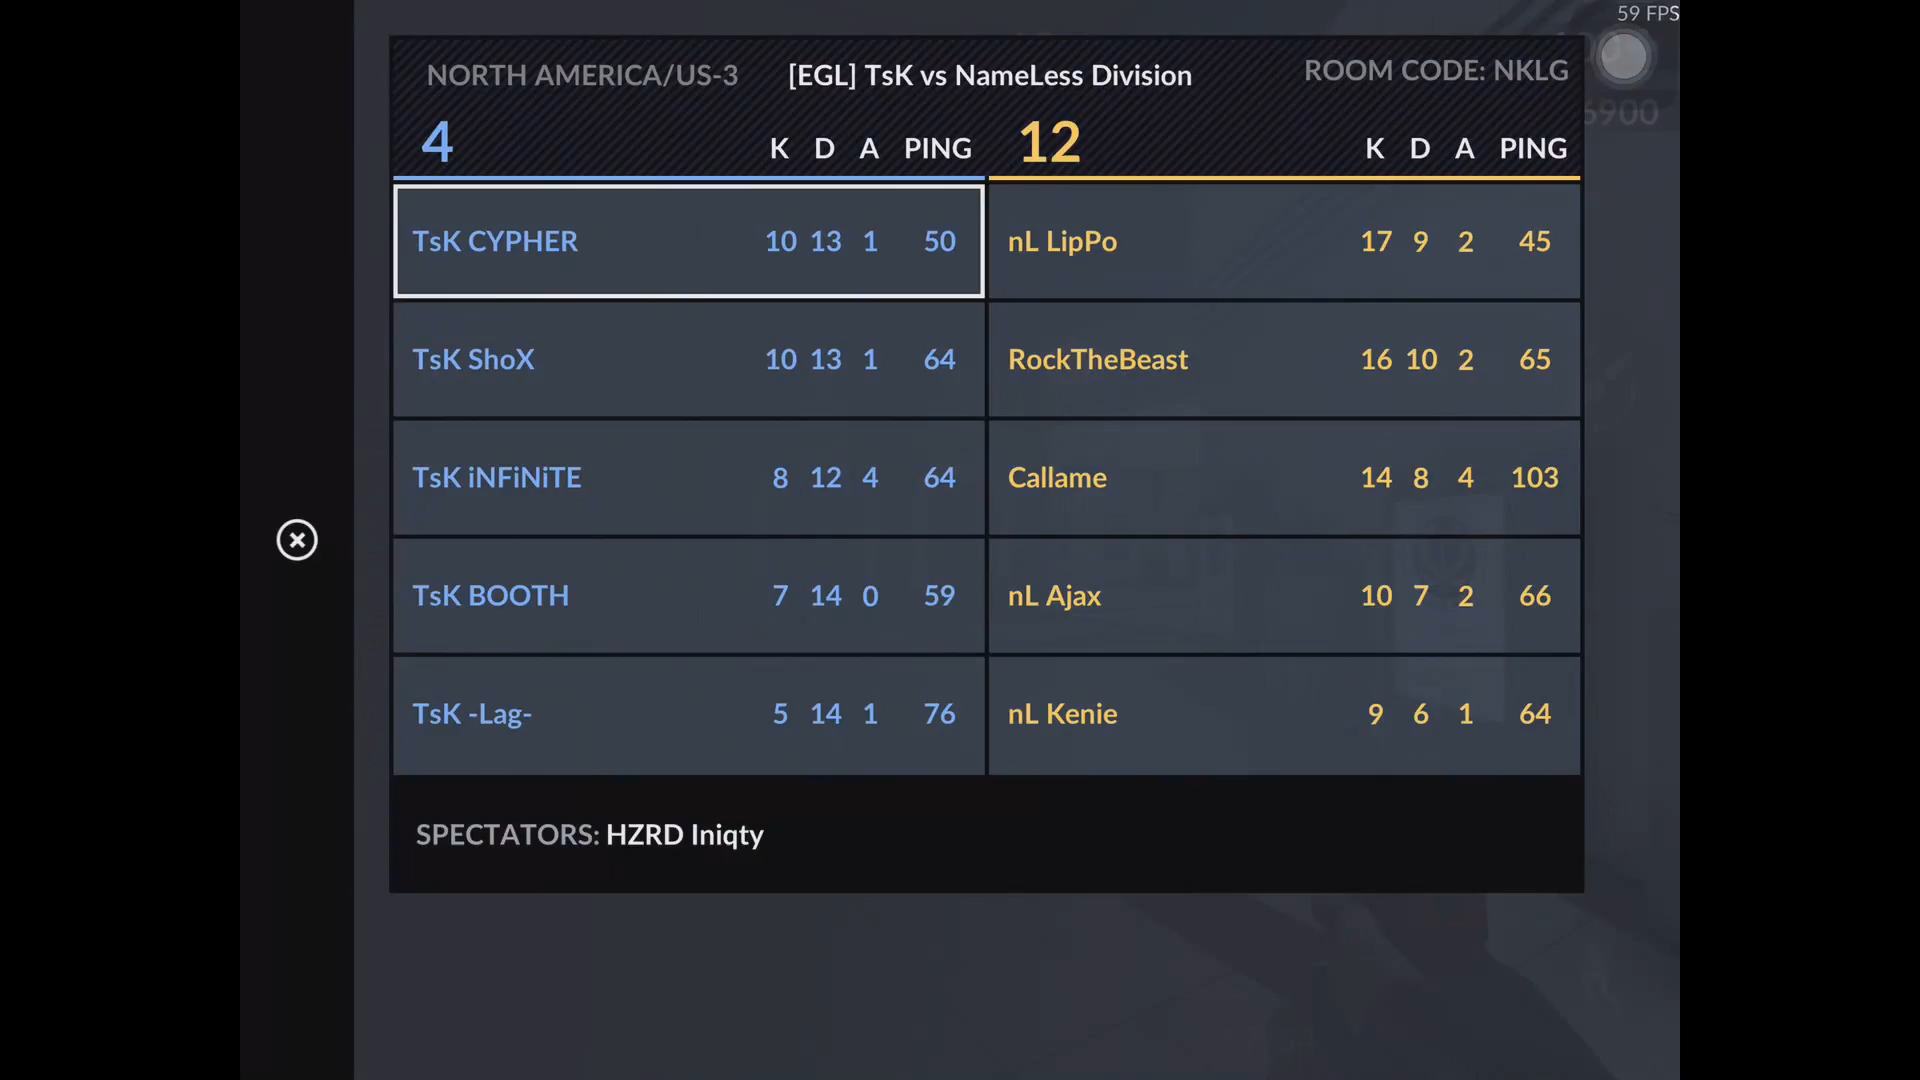 59 FPS
NORTH AMERICA/US-3 [EGL] TsK vs NameLess Division ROOM CODE: NKLG
6900
4 K D A PING 12 K D A PING
TsK CYPHER 10 13 1 50 nL LipPo 17 9 2 45
TsK ShoX 10 13 1 64 RockTheBeast 16 10 2 65
TsK iNFiNiTE 8 12 4 64 Callame 14 8 4 103
TsK BOOTH 7 14 0 59 nL Ajax 10 7 2 66
TsK -Lag- 5 14 1 76 nL Kenie 9 6 1 64
SPECTATORS: HZRD Iniqty